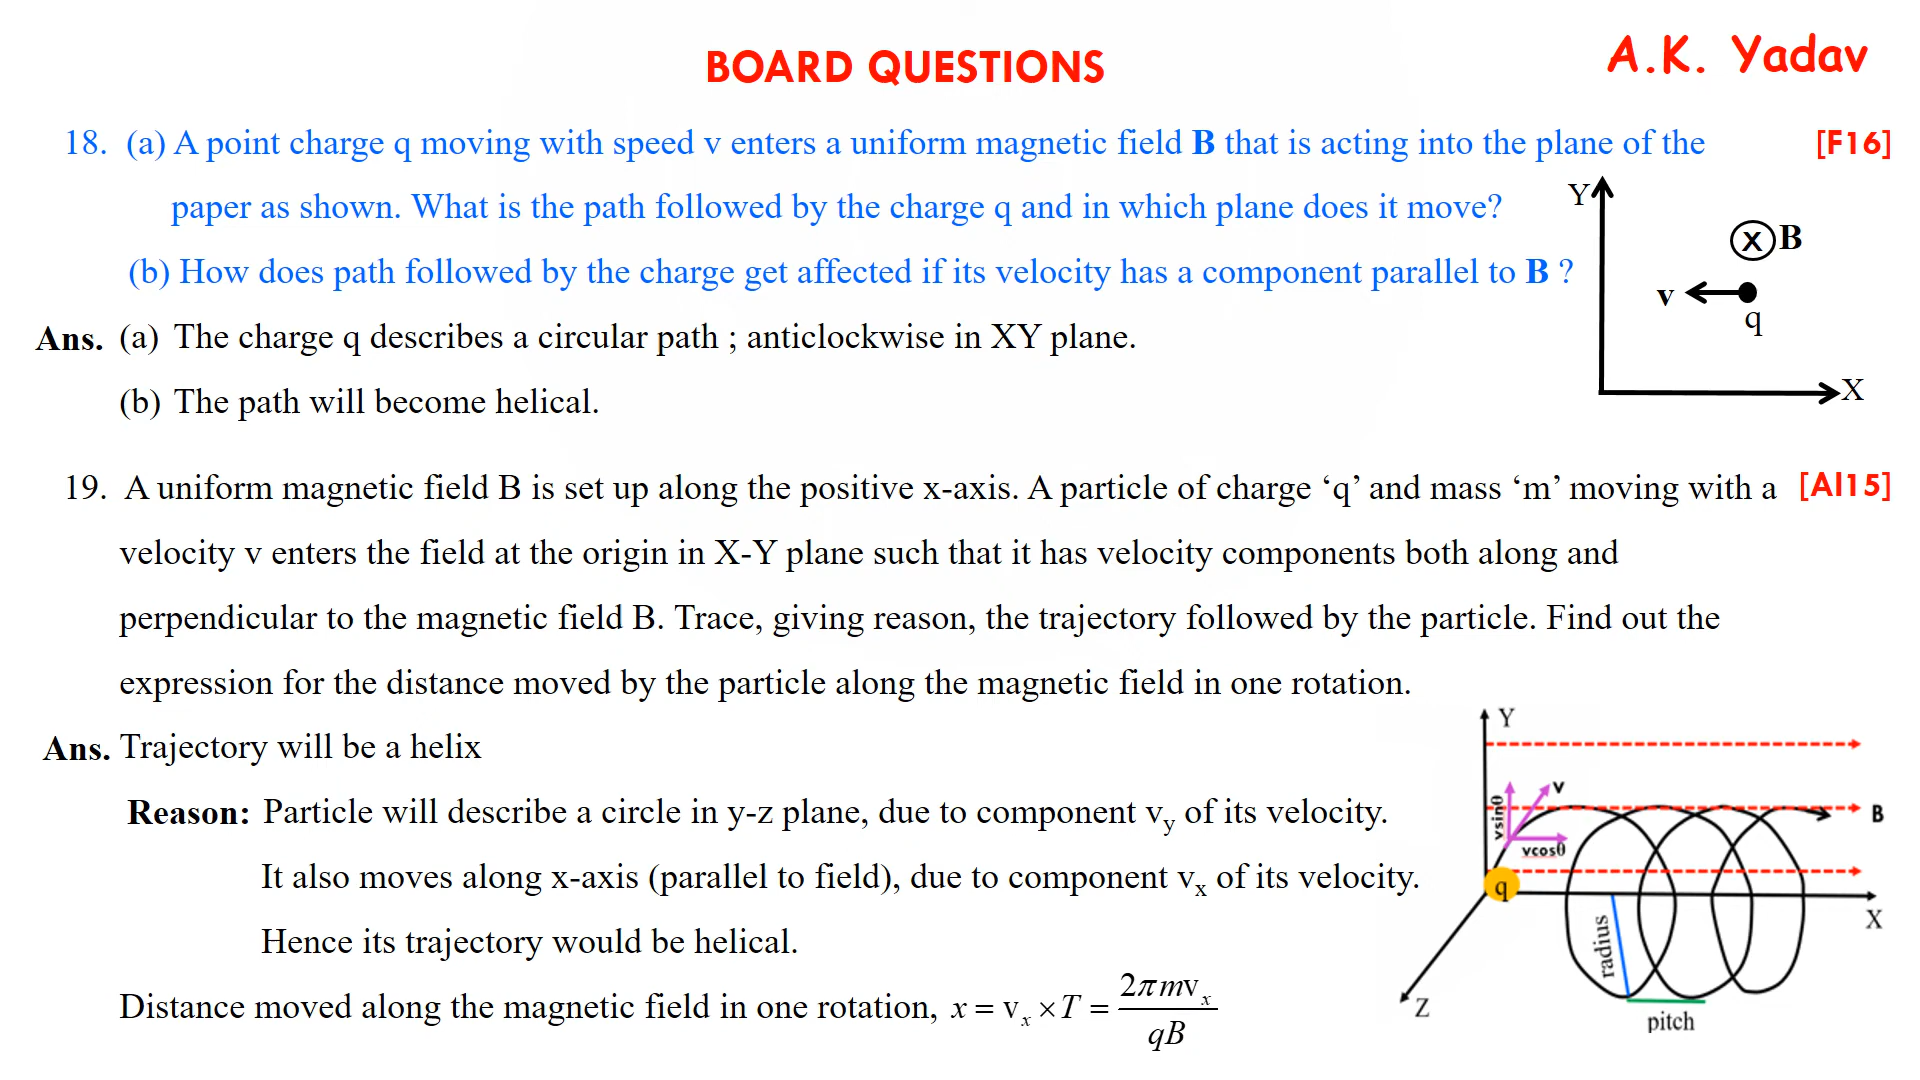 BOARD QUESTIONS
A.K. Yadav
18. (a) A point charge q moving with speed v enters a uniform magnetic field B that is acting into the plane of the [F16]
paper as shown. What is the path followed by the charge q and in which plane does it move?
(b) How does path followed by the charge get affected if its velocity has a component parallel to B ?
Y
X B
v
q
X
Ans. (a) The charge q describes a circular path ; anticlockwise in XY plane.
(b) The path will become helical.
19. A uniform magnetic field B is set up along the positive x-axis. A particle of charge ‘q’ and mass ‘m’ moving with a [AI15]
velocity v enters the field at the origin in X-Y plane such that it has velocity components both along and
perpendicular to the magnetic field B. Trace, giving reason, the trajectory followed by the particle. Find out the
expression for the distance moved by the particle along the magnetic field in one rotation.
Ans. Trajectory will be a helix
Reason: Particle will describe a circle in y-z plane, due to component v_y of its velocity.
It also moves along x-axis (parallel to field), due to component v_x of its velocity.
Hence its trajectory would be helical.
Distance moved along the magnetic field in one rotation, x = v_x × T = 2π mv_x / qB
Y
v
vsinθ
B
vcosθ
q
X
radius
Z
pitch